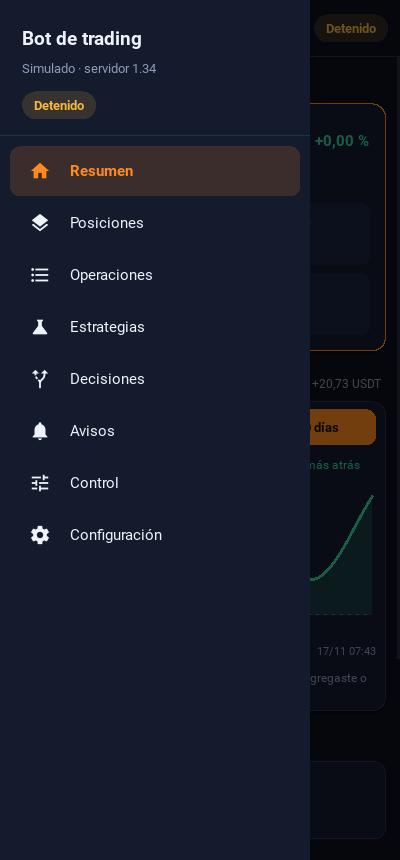 Bot de trading
Simulado · servidor 1.34
Detenido
Resumen
Posiciones
Operaciones
Estrategias
Decisiones
Avisos
Control
Configuración
Detenido
+0,00 %
+20,73 USDT
días
más atrás
17/11 07:43
gregaste o